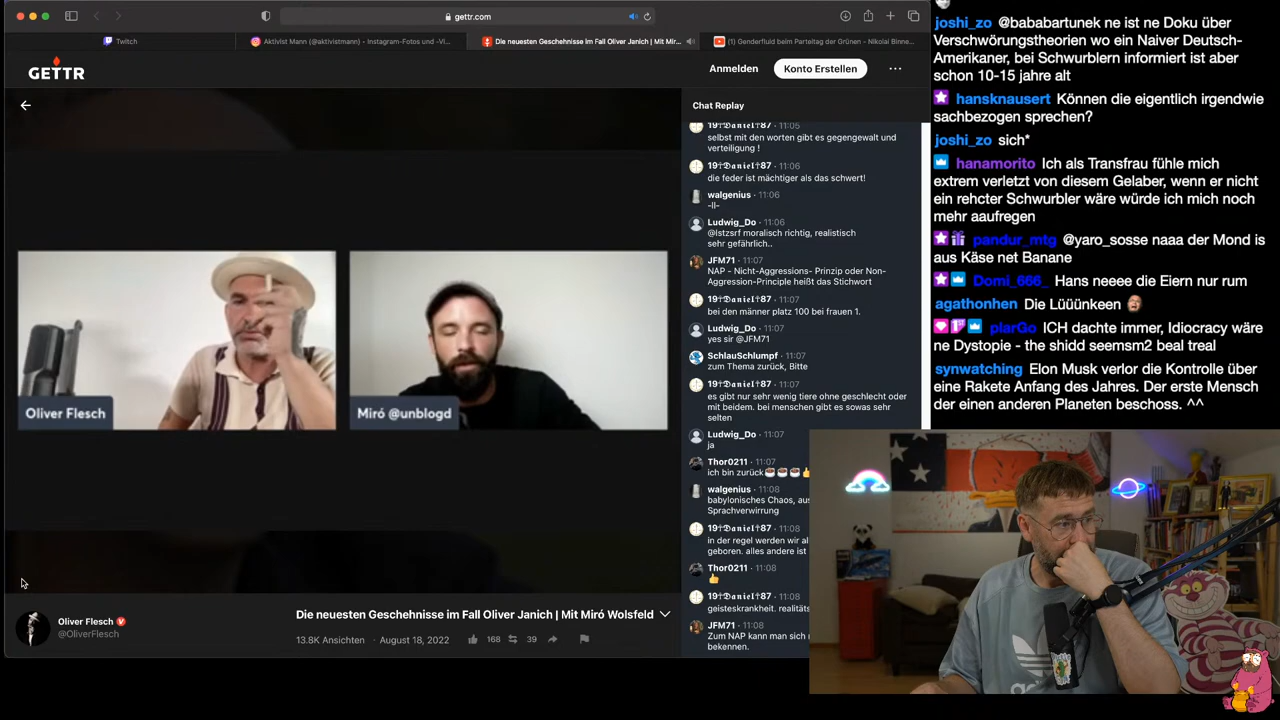 gettr.com
Twitch
Aktivist Mann (@aktivistmann) • Instagram-Fotos und -Vi...
Die neuesten Geschehnisse im Fall Oliver Janich | Mit Mir...
(1) Genderfluid beim Parteitag der Grünen - Nikolai Binne...
GETTR
Anmelden
Konto Erstellen
Chat Replay
19☦𝕯𝖆𝖓𝖎𝖊𝖑☦87 · 11:05
selbst mit den worten gibt es gegengewalt und
verteiligung !
19☦𝕯𝖆𝖓𝖎𝖊𝖑☦87 · 11:06
die feder ist mächtiger als das schwert!
walgenius · 11:06
-II-
Ludwig_Do · 11:06
@lstzsrf moralisch richtig, realistisch
sehr gefährlich..
JFM71 · 11:07
NAP - Nicht-Aggressions- Prinzip oder Non-
Aggression-Principle heißt das Stichwort
19☦𝕯𝖆𝖓𝖎𝖊𝖑☦87 · 11:07
bei den männer platz 100 bei frauen 1.
Ludwig_Do · 11:07
yes sir @JFM71
SchlauSchlumpf · 11:07
zum Thema zurück, Bitte
19☦𝕯𝖆𝖓𝖎𝖊𝖑☦87 · 11:07
es gibt nur sehr wenig tiere ohne geschlecht oder
mit beidem. bei menschen gibt es sowas sehr
selten
Ludwig_Do · 11:07
ja
Thor0211 · 11:07
ich bin zurück
walgenius · 11:08
babylonisches Chaos, aus
Sprachverwirrung
19☦𝕯𝖆𝖓𝖎𝖊𝖑☦87 · 11:08
in der regel werden wir al
geboren. alles andere ist
Thor0211 · 11:08
👍
19☦𝕯𝖆𝖓𝖎𝖊𝖑☦87 · 11:08
geisteskrankheit. realitäts
JFM71 · 11:08
Zum NAP kann man sich
bekennen.
Oliver Flesch
Miró @unblogd
Oliver Flesch
@OliverFlesch
Die neuesten Geschehnisse im Fall Oliver Janich | Mit Miró Wolsfeld
13.8K Ansichten · August 18, 2022 168 39
joshi_zo @bababartunek ne ist ne Doku über
Verschwörungstheorien wo ein Naiver Deutsch-
Amerikaner, bei Schwurblern informiert ist aber
schon 10-15 jahre alt
hansknausert Können die eigentlich irgendwie
sachbezogen sprechen?
joshi_zo sich*
hanamorito Ich als Transfrau fühle mich
extrem verletzt von diesem Gelaber, wenn er nicht
ein rehcter Schwurbler wäre würde ich mich noch
mehr aaufregen
pandur_mtg @yaro_sosse naaa der Mond is
aus Käse net Banane
Domi_666_ Hans neeee die Eiern nur rum
agathonhen Die Lüüünkeen
plarGo ICH dachte immer, Idiocracy wäre
ne Dystopie - the shidd seemsm2 beal treal
synwatching Elon Musk verlor die Kontrolle über
eine Rakete Anfang des Jahres. Der erste Mensch
der einen anderen Planeten beschoss. ^^